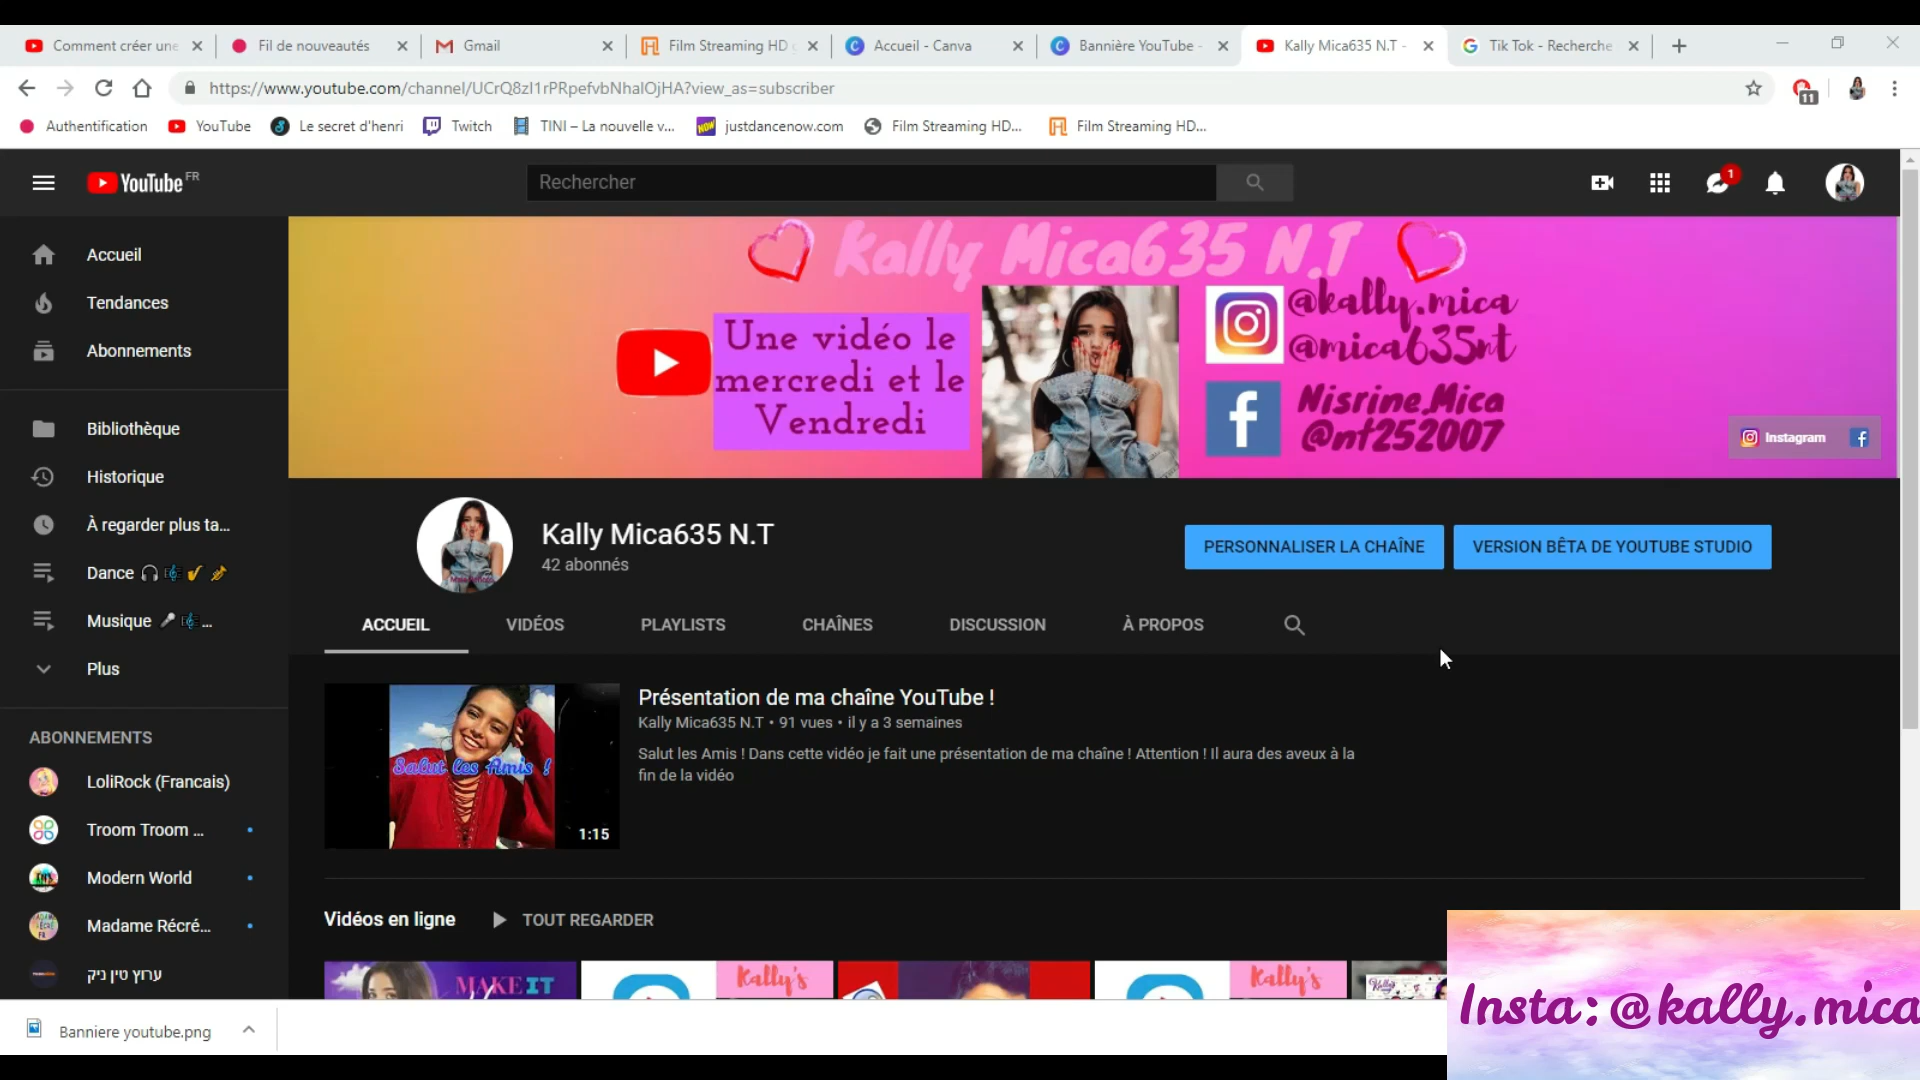 Comment créer une
Fil de nouveautés
Gmail
Film Streaming HD
Accueil - Canva
Bannière YouTube -
Kally Mica635 N.T -
Tik Tok - Recherche
https://www.youtube.com/channel/UCrQ8zI1rPRpefvbNhalOjHA?view_as=subscriber
11
Authentification
YouTube
Le secret d'henri
Twitch
TINI – La nouvelle v...
justdancenow.com
Film Streaming HD...
Film Streaming HD...
YouTube FR
Rechercher
1
Accueil
Tendances
Abonnements
Bibliothèque
Historique
À regarder plus ta...
Dance 🎧 🎼 🎷 🎺
Musique 🎤 🎼 ...
Plus
ABONNEMENTS
LoliRock (Francais)
Troom Troom ...
Modern World
Madame Récré...
ערוץ טין ניק
Kally Mica635 N.T
Une vidéo le
mercredi et le
Vendredi
@kally.mica
@mica635nt
Nisrine.Mica
@nt252007
Instagram
Kally Mica635 N.T
42 abonnés
PERSONNALISER LA CHAÎNE
VERSION BÊTA DE YOUTUBE STUDIO
ACCUEIL
VIDÉOS
PLAYLISTS
CHAÎNES
DISCUSSION
À PROPOS
Salut les Amis !
1:15
Présentation de ma chaîne YouTube !
Kally Mica635 N.T • 91 vues • il y a 3 semaines
Salut les Amis ! Dans cette vidéo je fait une présentation de ma chaîne ! Attention ! Il aura des aveux à la
fin de la vidéo
Vidéos en ligne
TOUT REGARDER
MAKE IT
Kally's
Kally's
Insta: @kally.mica
Banniere youtube.png